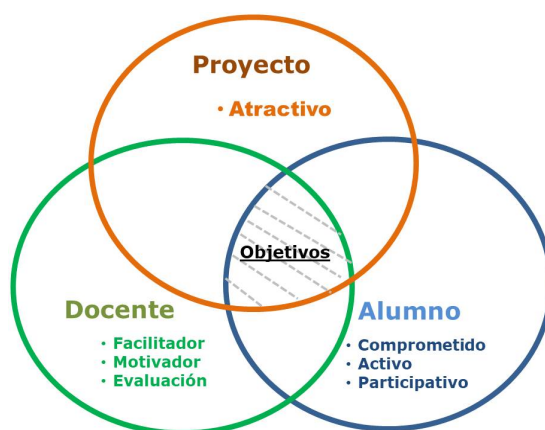 Proyecto
• Atractivo
Objetivos
Docente
• Facilitador
• Motivador
• Evaluación
Alumno
• Comprometido
• Activo
• Participativo